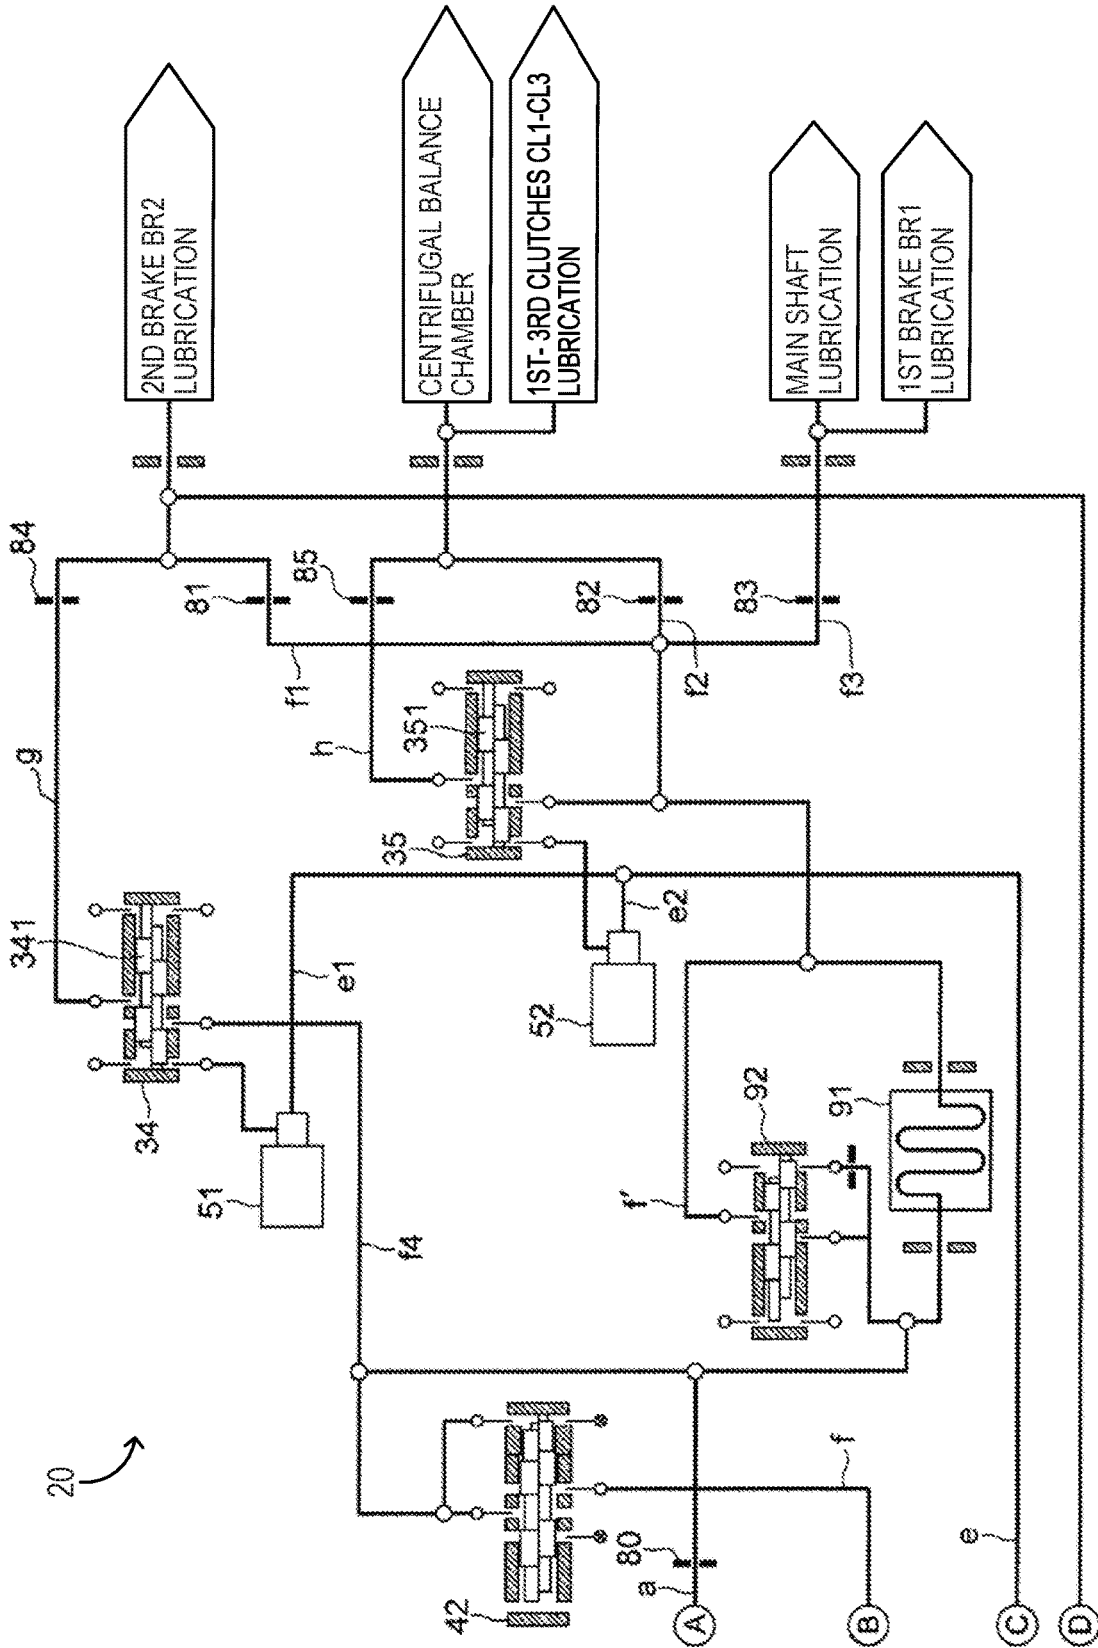 20
2ND BRAKE BR2
LUBRICATION
CENTRIFUGAL BALANCE
CHAMBER
1ST- 3RD CLUTCHES CL1-CL3
LUBRICATION
MAIN SHAFT
LUBRICATION
1ST BRAKE BR1
LUBRICATION
84
81
85
82
83
g
f1
h
f2
f3
341
34
351
35
e1
e2
51
52
f4
f'
92
91
42
80
a
f
e
A
B
C
D